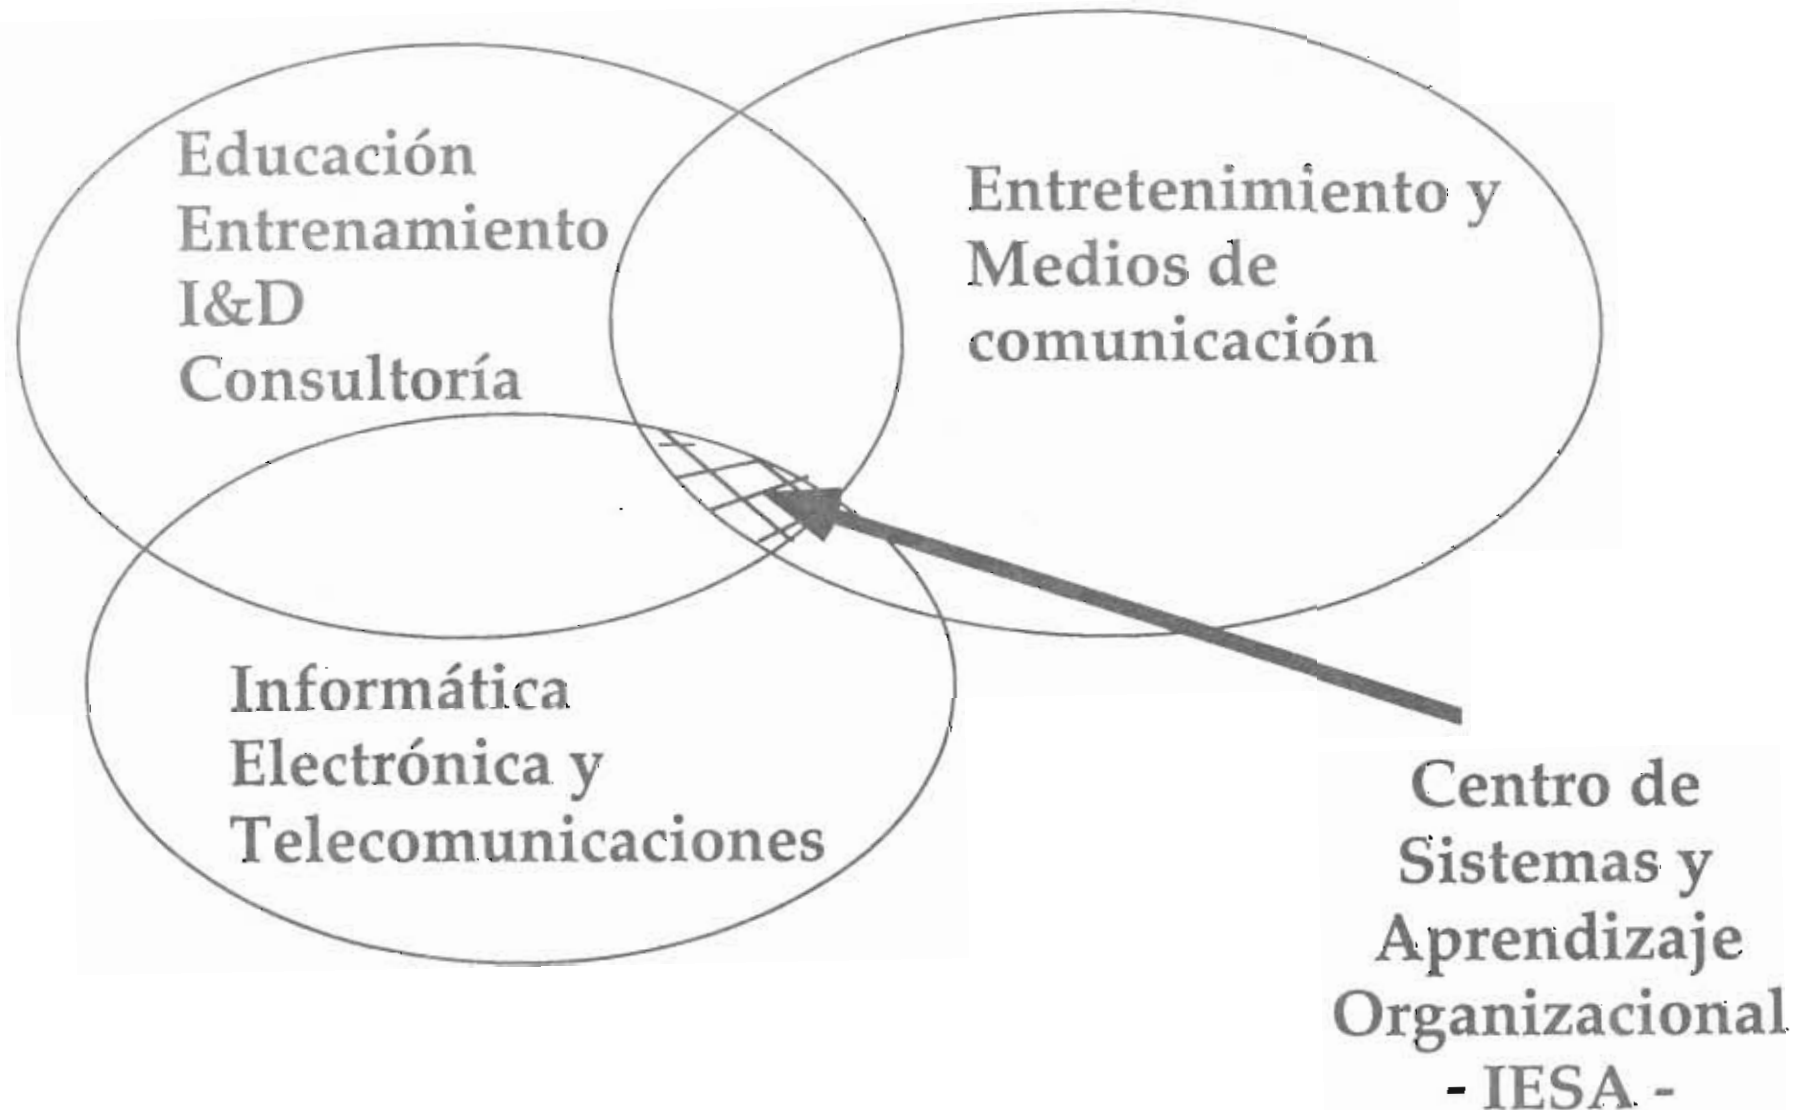 Educación
Entrenamiento
I&D
Consultoría
Entretenimiento y
Medios de
comunicación
Informática
Electrónica y
Telecomunicaciones
Centro de
Sistemas y
Aprendizaje
Organizacional
- IESA -